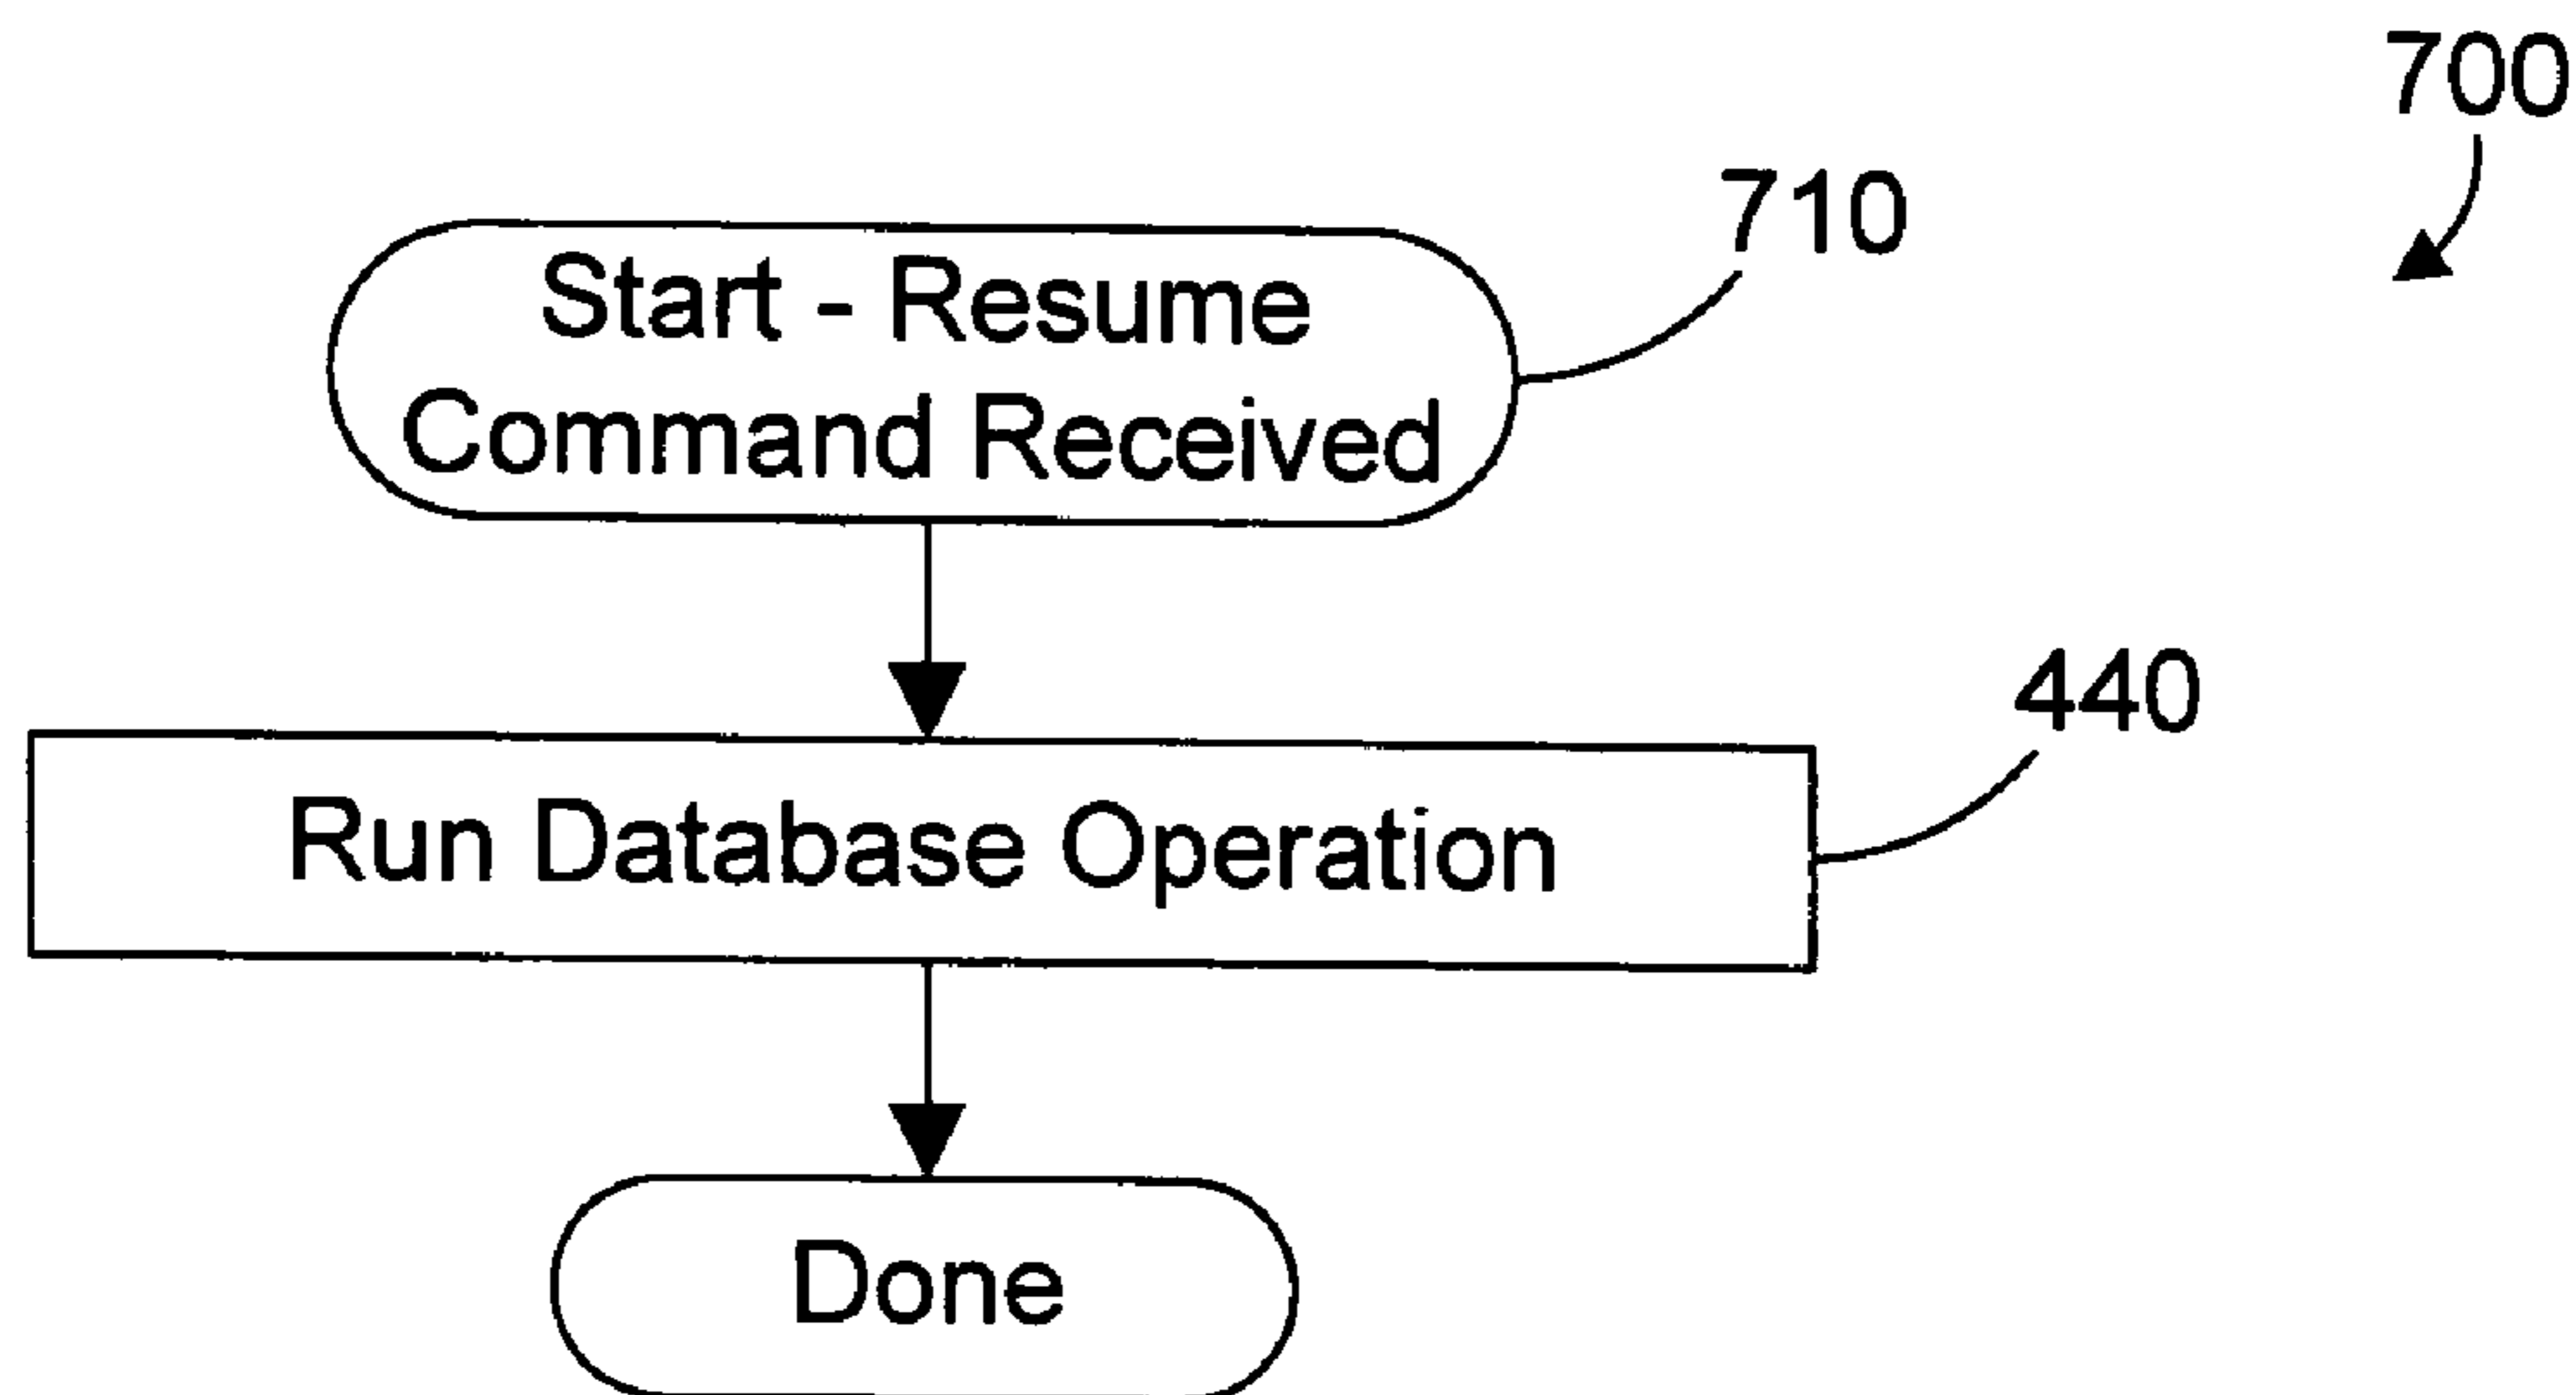 700
710
Start - Resume
Command Received
440
Run Database Operation
Done